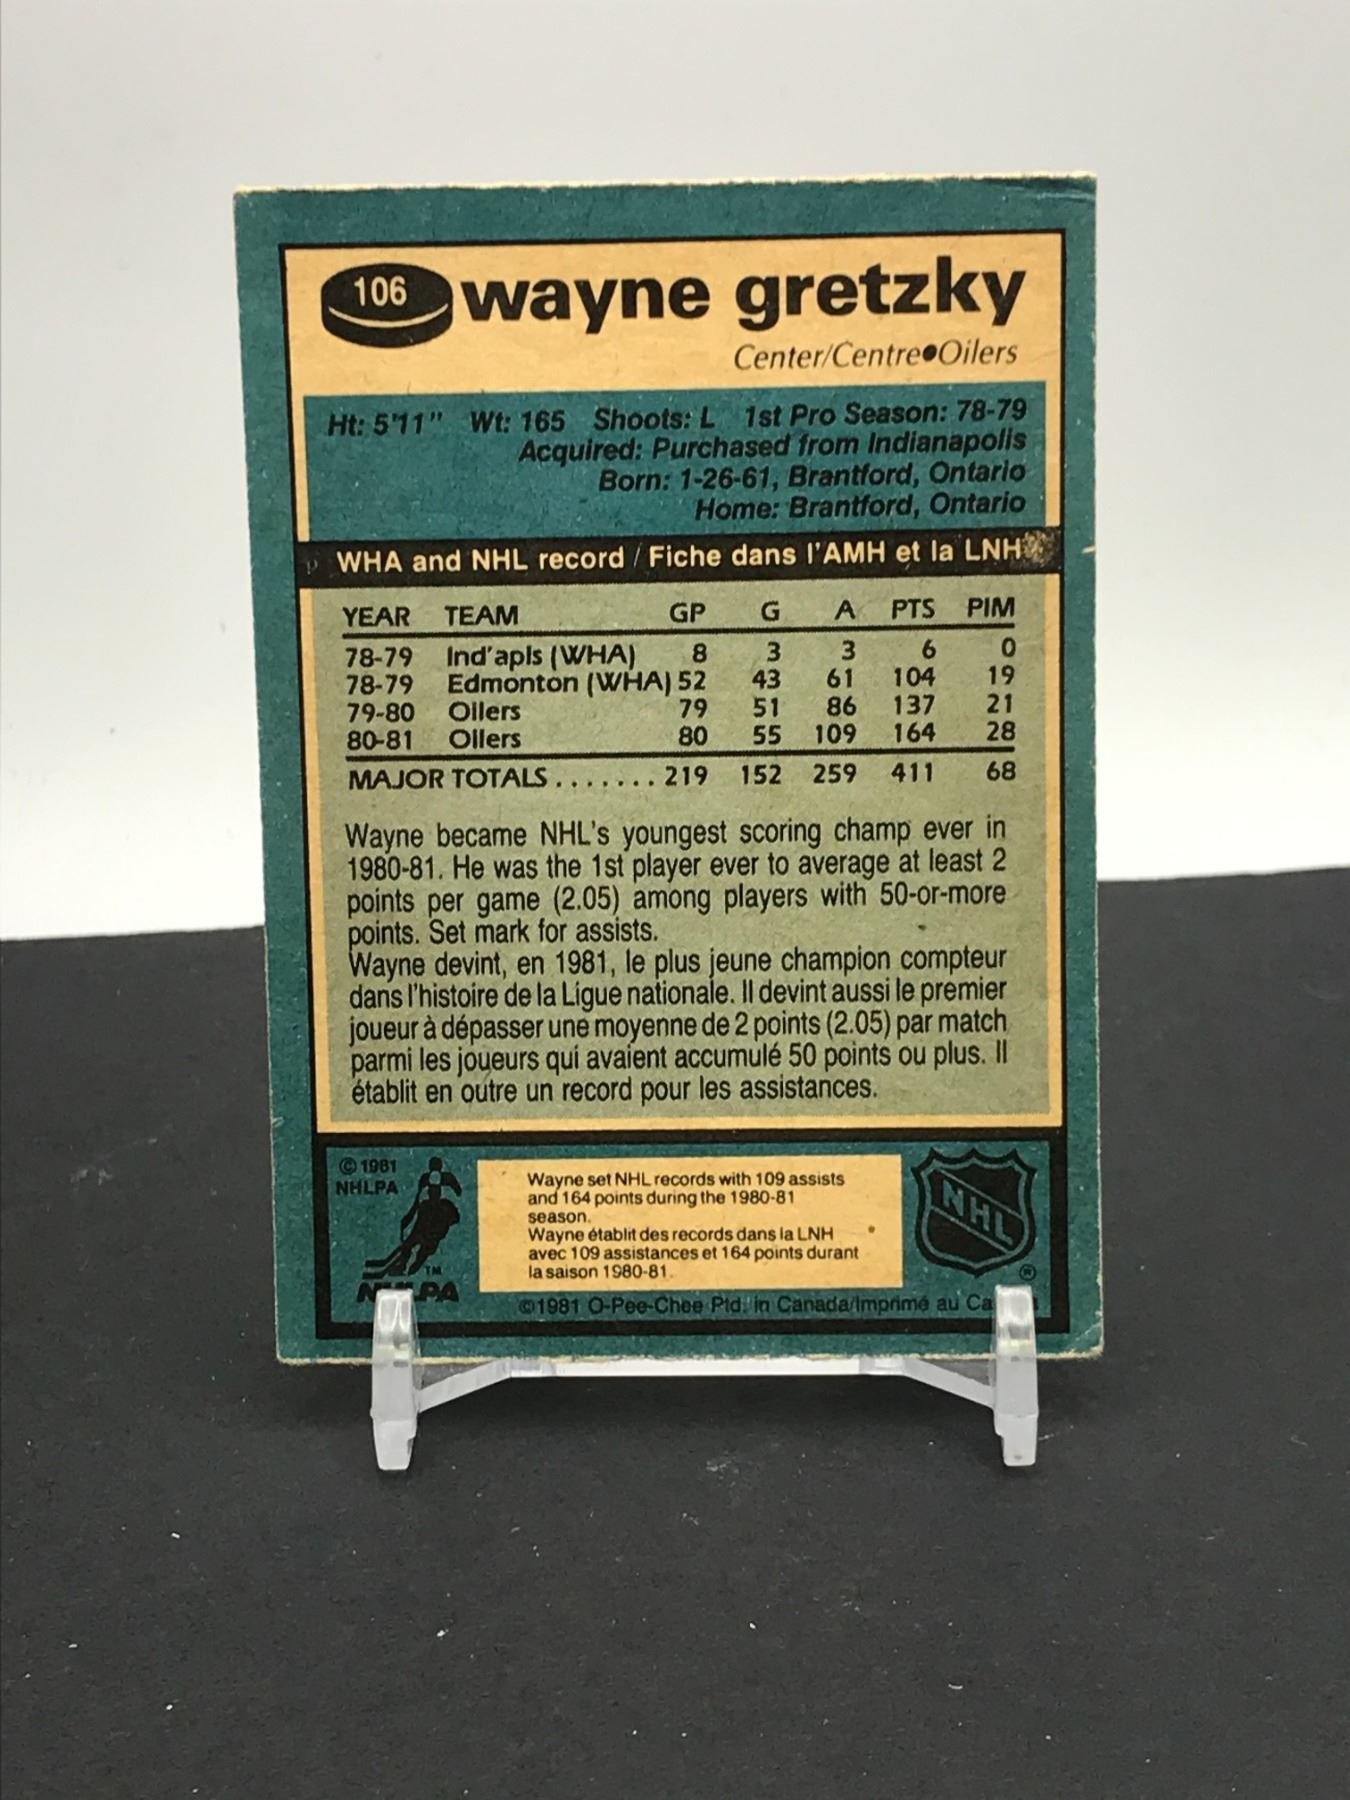 106 wayne gretzky
Center/Centre●Oilers
Ht: 5'11" Wt: 165 Shoots: L 1st Pro Season: 78-79
Acquired: Purchased from Indianapolis
Born: 1-26-61, Brantford, Ontario
Home: Brantford, Ontario
WHA and NHL record / Fiche dans l'AMH et la LNH
YEAR TEAM GP G A PTS PIM
78-79 Ind'apls (WHA) 8 3 3 6 0
78-79 Edmonton (WHA) 52 43 61 104 19
79-80 Oilers 79 51 86 137 21
80-81 Oilers 80 55 109 164 28
MAJOR TOTALS ....... 219 152 259 411 68
Wayne became NHL's youngest scoring champ ever in
1980-81. He was the 1st player ever to average at least 2
points per game (2.05) among players with 50-or-more
points. Set mark for assists.
Wayne devint, en 1981, le plus jeune champion compteur
dans l'histoire de la Ligue nationale. Il devint aussi le premier
joueur à dépasser une moyenne de 2 points (2.05) par match
parmi les joueurs qui avaient accumulé 50 points ou plus. Il
établit en outre un record pour les assistances.
© 1981
NHLPA
TM
Wayne set NHL records with 109 assists
and 164 points during the 1980-81
season.
Wayne établit des records dans la LNH
avec 109 assistances et 164 points durant
la saison 1980-81.
NHL
®
©1981 O-Pee-Chee Ptd. in Canada/Imprimé au